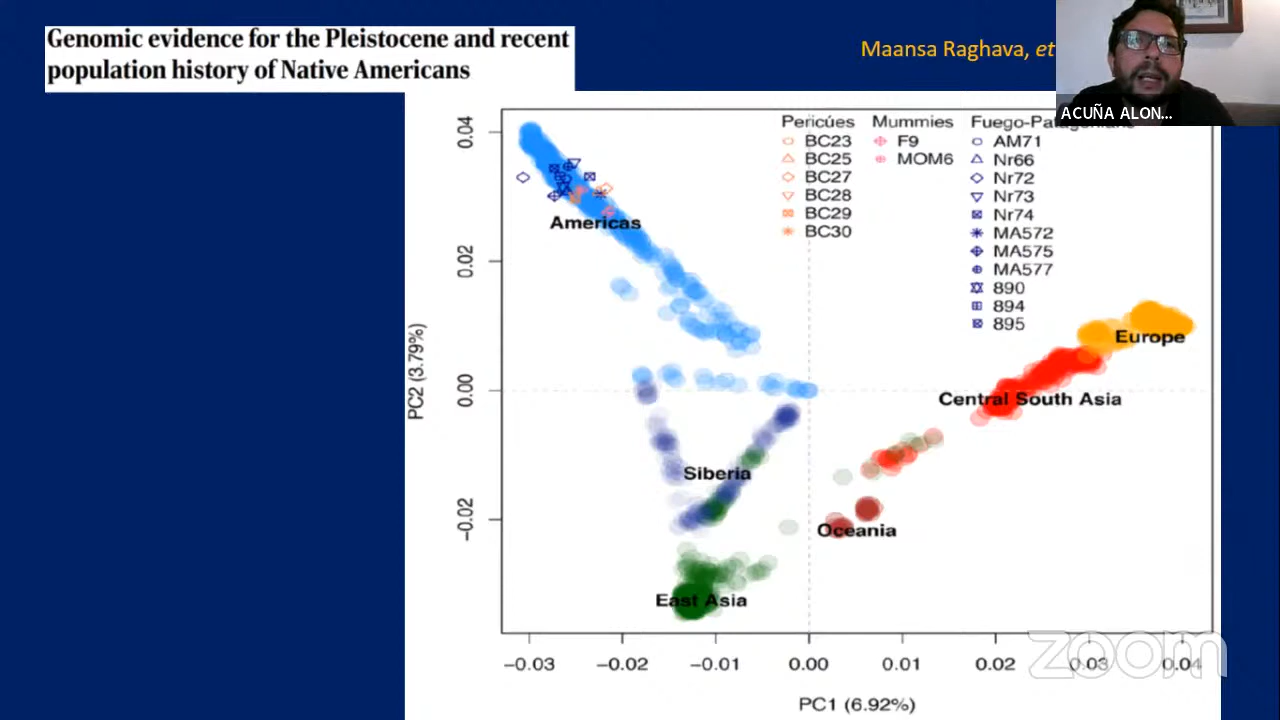 Genomic evidence for the Pleistocene and recent
population history of Native Americans
Maansa Raghava, et
ACUÑA ALON...
Pericúes
BC23
BC25
BC27
BC28
BC29
BC30
Mummies
F9
MOM6
Fuego-Patagonians
AM71
Nr66
Nr72
Nr73
Nr74
MA572
MA575
MA577
890
894
895
Americas
Europe
Central South Asia
Siberia
Oceania
East Asia
PC2 (3.79%)
0.04
0.02
0.00
−0.02
−0.03
−0.02
−0.01
0.00
0.01
0.02
0.03
0.04
PC1 (6.92%)
zoom